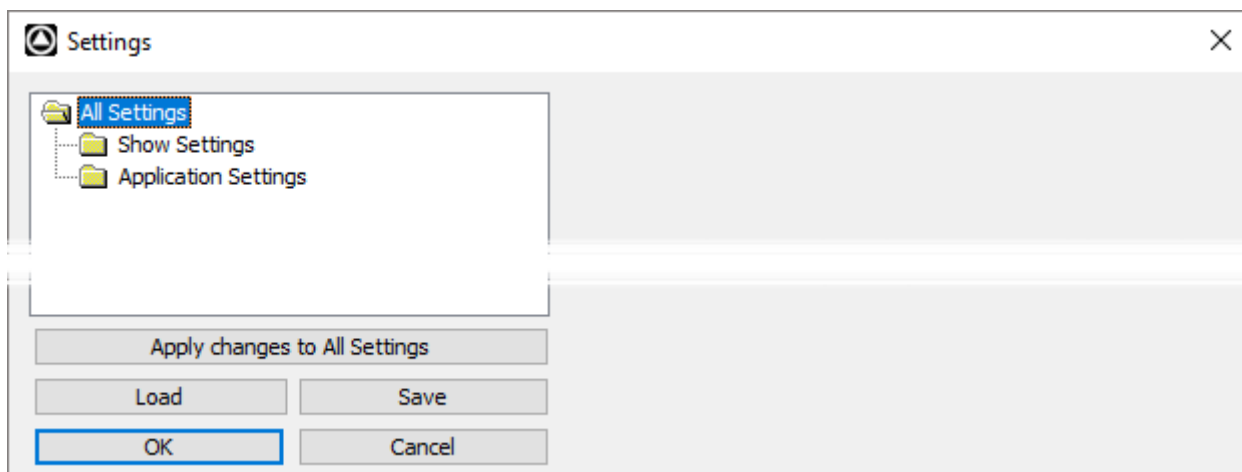 Settings
All Settings
Show Settings
Application Settings
Apply changes to All Settings
Load Save
OK Cancel